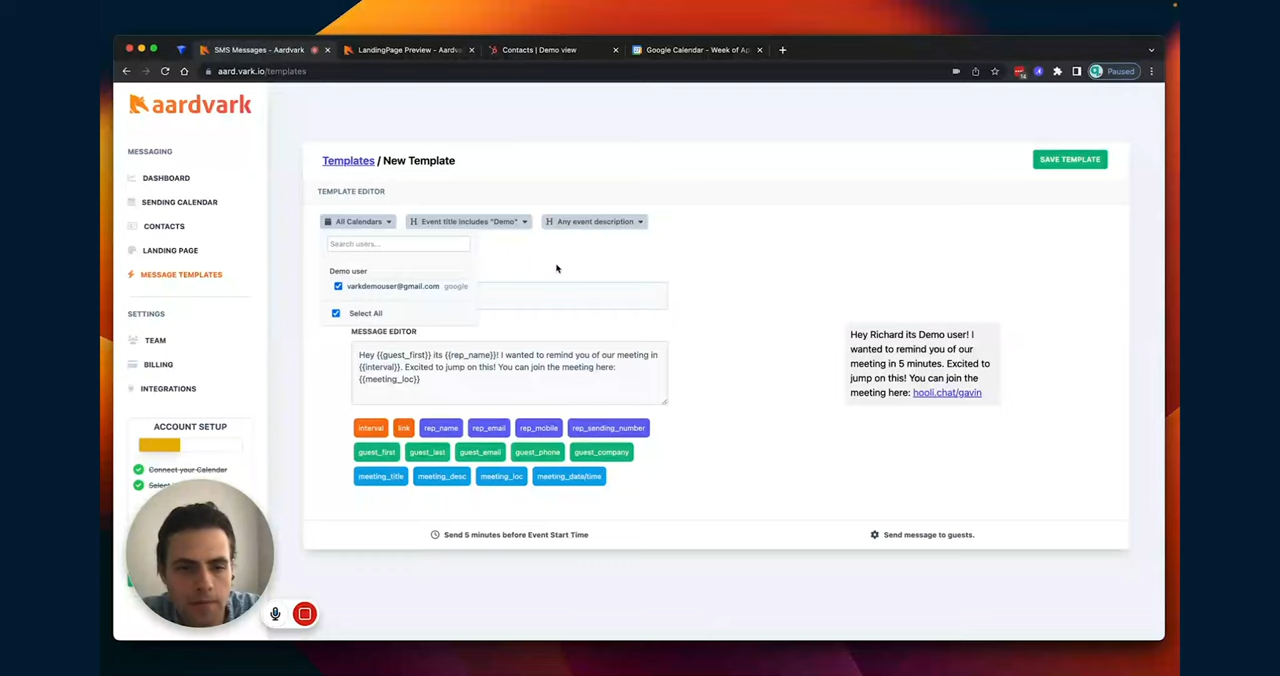 SMS Messages - Aardvark
LandingPage Preview - Aardva
Contacts | Demo view
Google Calendar - Week of Ap
aard.vark.io/templates
14
Paused
aardvark
MESSAGING
DASHBOARD
SENDING CALENDAR
CONTACTS
LANDING PAGE
MESSAGE TEMPLATES
SETTINGS
TEAM
BILLING
INTEGRATIONS
ACCOUNT SETUP
Connect your Calendar
Templates / New Template
SAVE TEMPLATE
TEMPLATE EDITOR
All Calendars
H Event title includes "Demo"
H Any event description
Search users...
Demo user
varkdemouser@gmail.com google
Select All
MESSAGE EDITOR
Hey {{guest_first}} its {{rep_name}}! I wanted to remind you of our meeting in
{{interval}}. Excited to jump on this! You can join the meeting here:
{{meeting_loc}}
interval link rep_name rep_email rep_mobile rep_sending_number
guest_first guest_last guest_email guest_phone guest_company
meeting_title meeting_desc meeting_loc meeting_date/time
Hey Richard its Demo user! I
wanted to remind you of our
meeting in 5 minutes. Excited to
jump on this! You can join the
meeting here: hooli.chat/gavin
Send 5 minutes before Event Start Time
Send message to guests.